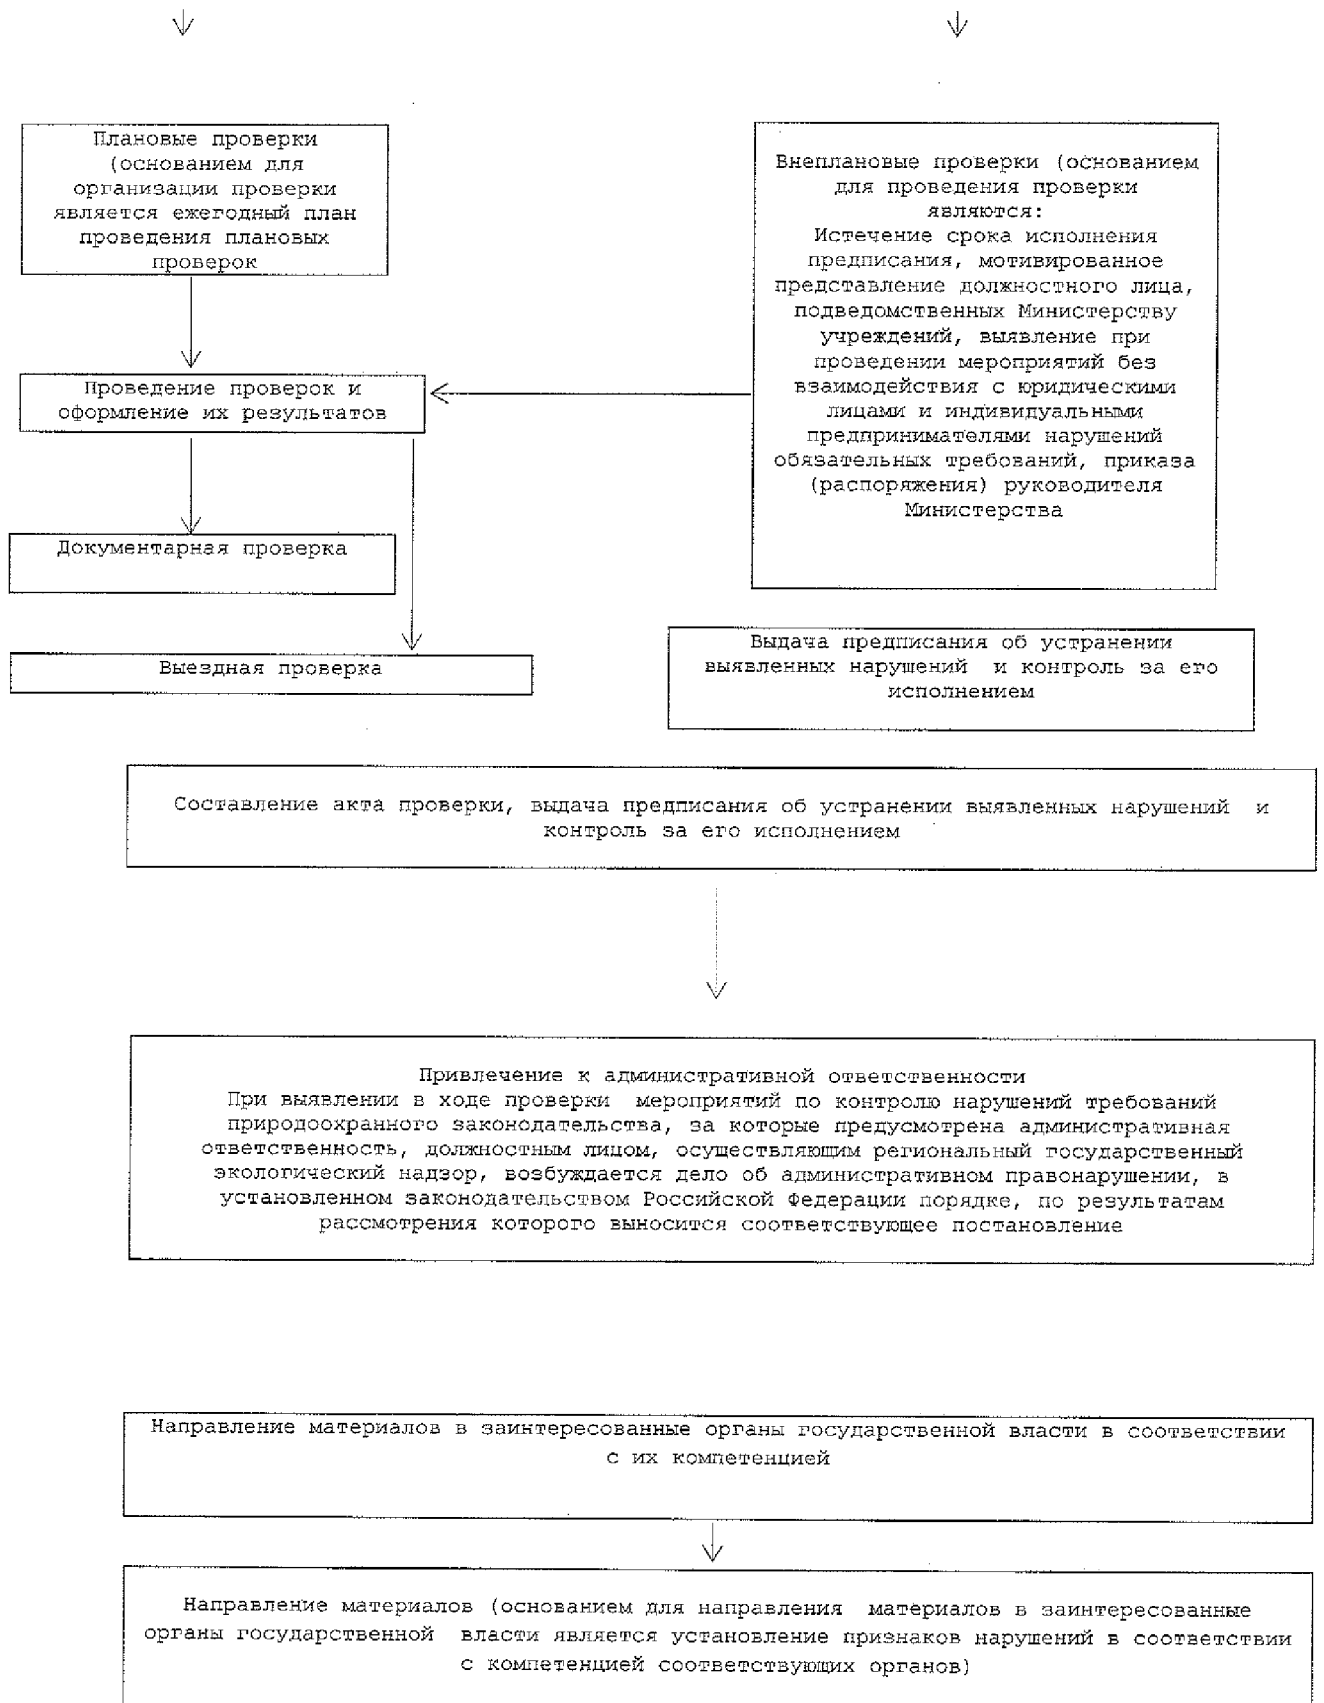 Плановые проверки
(основанием для
организации проверки
является ежегодный план
проведения плановых
проверок
Внеплановые проверки (основанием
для проведения проверки
являются:
Истечение срока исполнения
предписания, мотивированное
представление должностного лица,
подведомственных Министерству
учреждений, выявление при
проведении мероприятий без
взаимодействия с юридическими
лицами и индивидуальными
предпринимателями нарушений
обязательных требований, приказа
(распоряжения) руководителя
Министерства
Проведение проверок и
оформление их результатов
Документарная проверка
Выездная проверка
Выдача предписания об устранении
выявленных нарушений и контроль за его
исполнением
Составление акта проверки, выдача предписания об устранении выявленных нарушений и
контроль за его исполнением
Привлечение к административной ответственности
При выявлении в ходе проверки мероприятий по контролю нарушений требований
природоохранного законодательства, за которые предусмотрена административная
ответственность, должностным лицом, осуществляющим региональный государственный
экологический надзор, возбуждается дело об административном правонарушении, в
установленном законодательством Российской Федерации порядке, по результатам
рассмотрения которого выносится соответствующее постановление
Направление материалов в заинтересованные органы государственной власти в соответствии
с их компетенцией
Направление материалов (основанием для направления материалов в заинтересованные
органы государственной власти является установление признаков нарушений в соответствии
с компетенцией соответствующих органов)